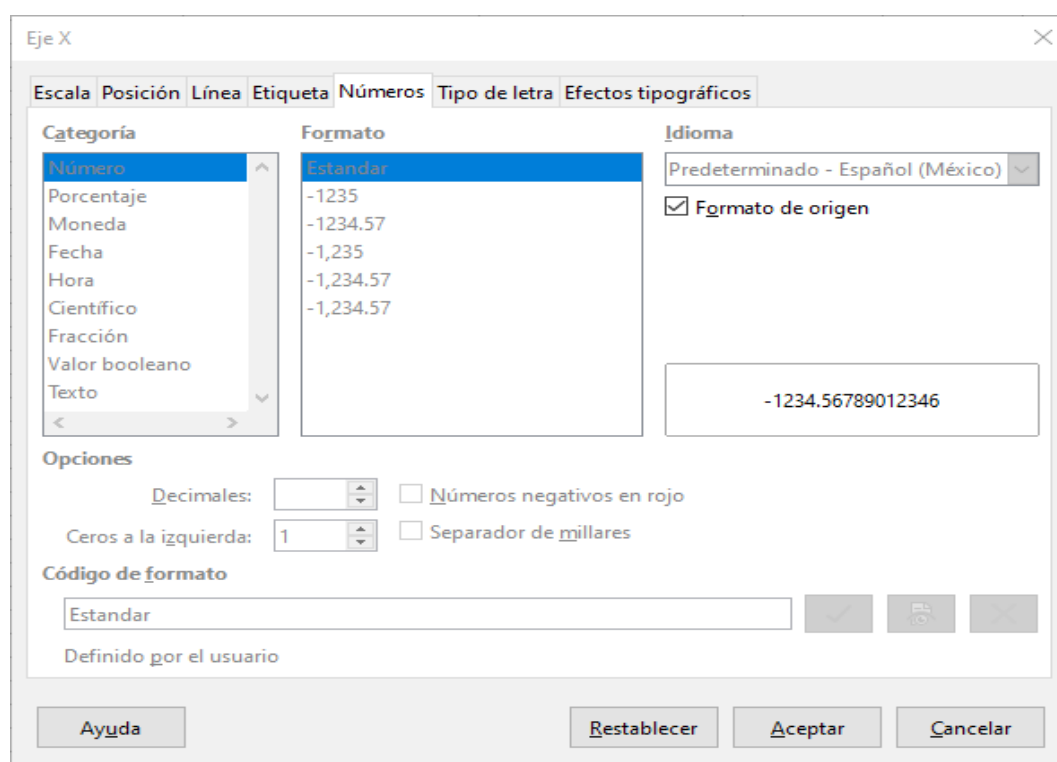 Eje X
Escala Posición Línea Etiqueta Números Tipo de letra Efectos tipográficos
Categoría
Número
Porcentaje
Moneda
Fecha
Hora
Científico
Fracción
Valor booleano
Texto
Formato
Estandar
-1235
-1234.57
-1,235
-1,234.57
-1,234.57
Idioma
Predeterminado - Español (México)
Formato de origen
-1234.56789012346
Opciones
Decimales:
Números negativos en rojo
Ceros a la izquierda: 1
Separador de millares
Código de formato
Estandar
Definido por el usuario
Ayuda Restablecer Aceptar Cancelar